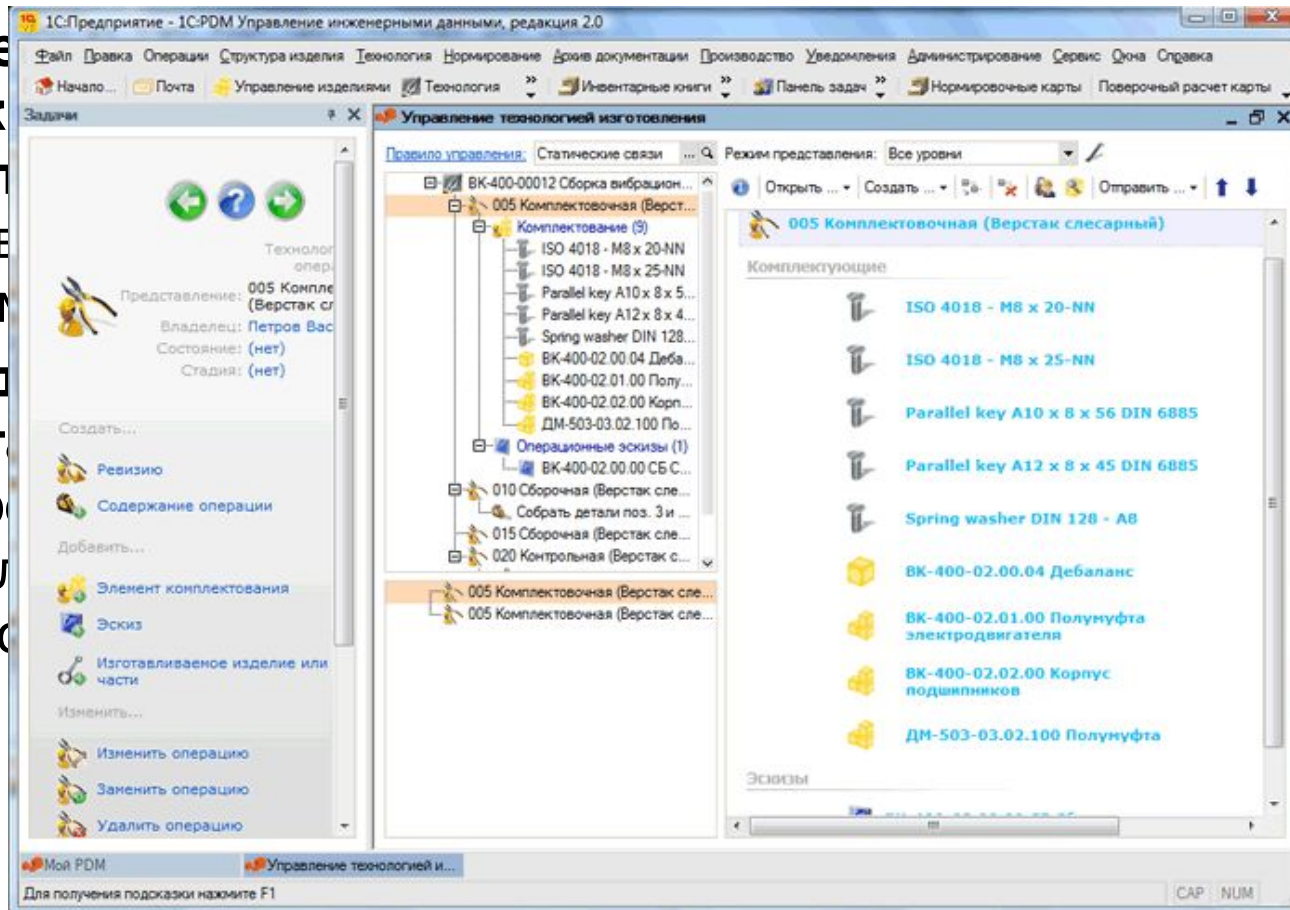 1С:Предприятие - 1С:PDM Управление инженерными данными, редакция 2.0
Файл Правка Операции Структура изделия Технология Нормирование Архив документации Производство Уведомления Администрирование Сервис Окна Справка
Начало... Почта Управление изделиями Технология Инвентарные книги Панель задач Нормировочные карты Поверочный расчет карты
Задачи
Технолог
опера
Представление: 005 Компле
(Верстак сл
Владелец: Петров Вас
Состояние: (нет)
Стадия: (нет)
Создать...
Ревизию
Содержание операции
Добавить...
Элемент комплектования
Эскиз
Изготавливаемое изделие или
части
Изменить...
Изменить операцию
Заменить операцию
Удалить операцию
Управление технологией изготовления
Правило управления: Статические связи ... Режим представления: Все уровни
ВК-400-00012 Сборка вибрацион...
005 Комплектовочная (Верст...
Комплектование (9)
ISO 4018 - M8 x 20-NN
ISO 4018 - M8 x 25-NN
Parallel key A10 x 8 x 5...
Parallel key A12 x 8 x 4...
Spring washer DIN 128...
ВК-400-02.00.04 Деба...
ВК-400-02.01.00 Полу...
ВК-400-02.02.00 Корп...
ДМ-503-03.02.100 По...
Операционные эскизы (1)
ВК-400-02.00.00 СБ С...
010 Сборочная (Верстак сле...
Собрать детали поз. 3 и ...
015 Сборочная (Верстак сле...
020 Контрольная (Верстак с...
005 Комплектовочная (Верстак сле...
005 Комплектовочная (Верстак сле...
Открыть ... Создать ... Отправить ...
005 Комплектовочная (Верстак слесарный)
Комплектующие
ISO 4018 - M8 x 20-NN
ISO 4018 - M8 x 25-NN
Parallel key A10 x 8 x 56 DIN 6885
Parallel key A12 x 8 x 45 DIN 6885
Spring washer DIN 128 - A8
ВК-400-02.00.04 Дебаланс
ВК-400-02.01.00 Полумуфта
электродвигателя
ВК-400-02.02.00 Корпус
подшипников
ДМ-503-03.02.100 Полумуфта
Эскизы
Мой PDM Управление технологией и...
Для получения подсказки нажмите F1 CAP NUM